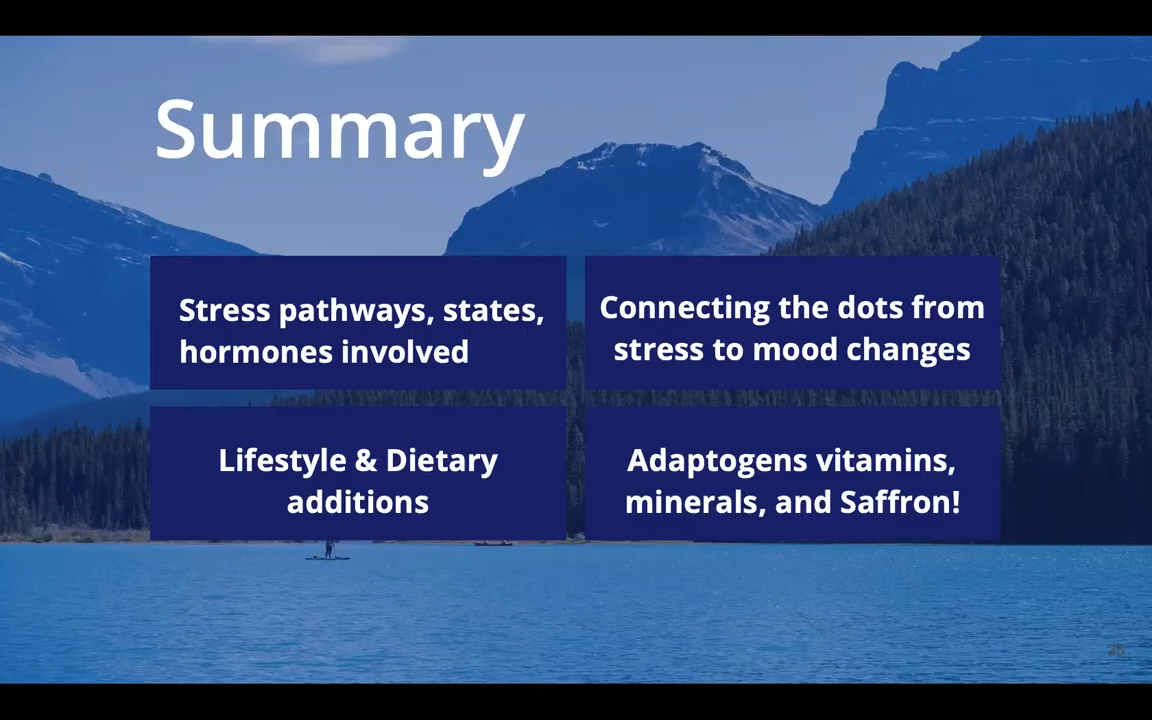 Summary
Stress pathways, states,
hormones involved
Connecting the dots from
stress to mood changes
Lifestyle & Dietary
additions
Adaptogens vitamins,
minerals, and Saffron!
25